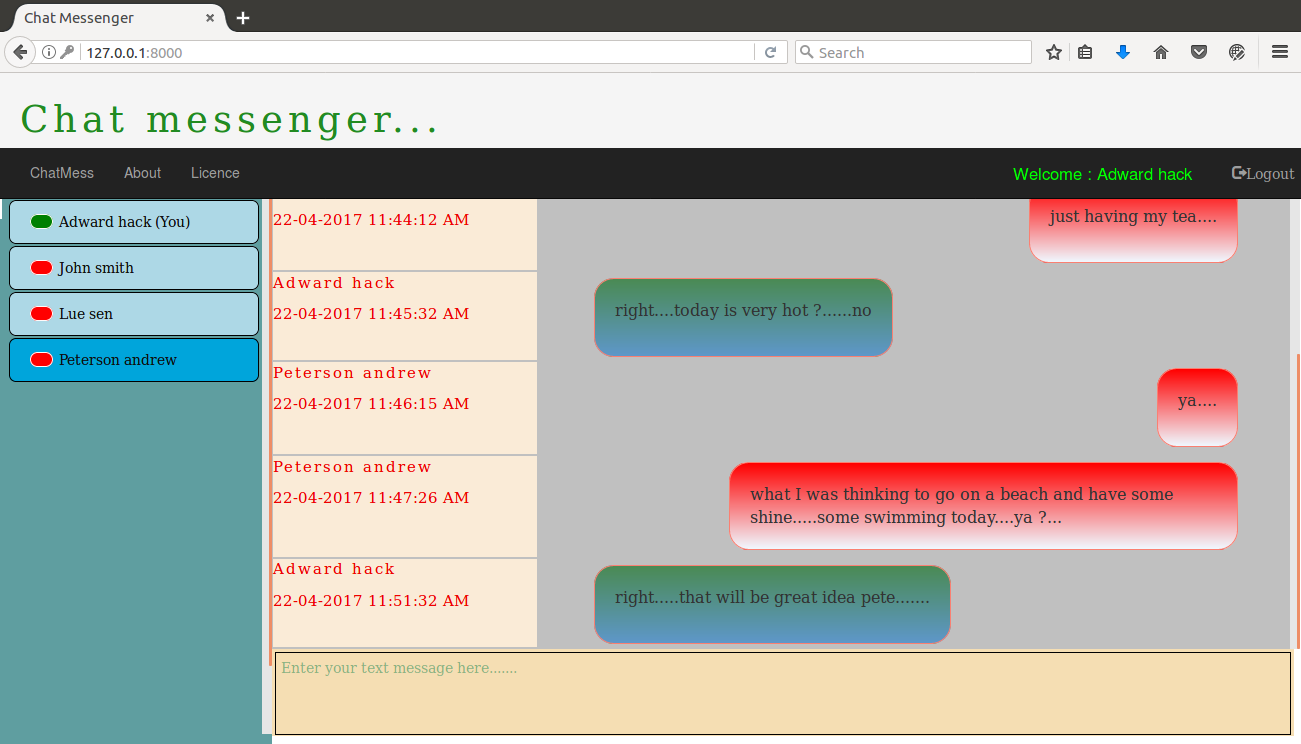 Chat Messenger
127.0.0.1:8000
Search
Chat messenger...
ChatMess About Licence Welcome : Adward hack Logout
Adward hack (You)
John smith
Lue sen
Peterson andrew
22-04-2017 11:44:12 AM
just having my tea....
Adward hack
22-04-2017 11:45:32 AM
right....today is very hot ?......no
Peterson andrew
22-04-2017 11:46:15 AM
ya....
Peterson andrew
22-04-2017 11:47:26 AM
what I was thinking to go on a beach and have some
shine.....some swimming today....ya ?...
Adward hack
22-04-2017 11:51:32 AM
right.....that will be great idea pete.......
Enter your text message here.......